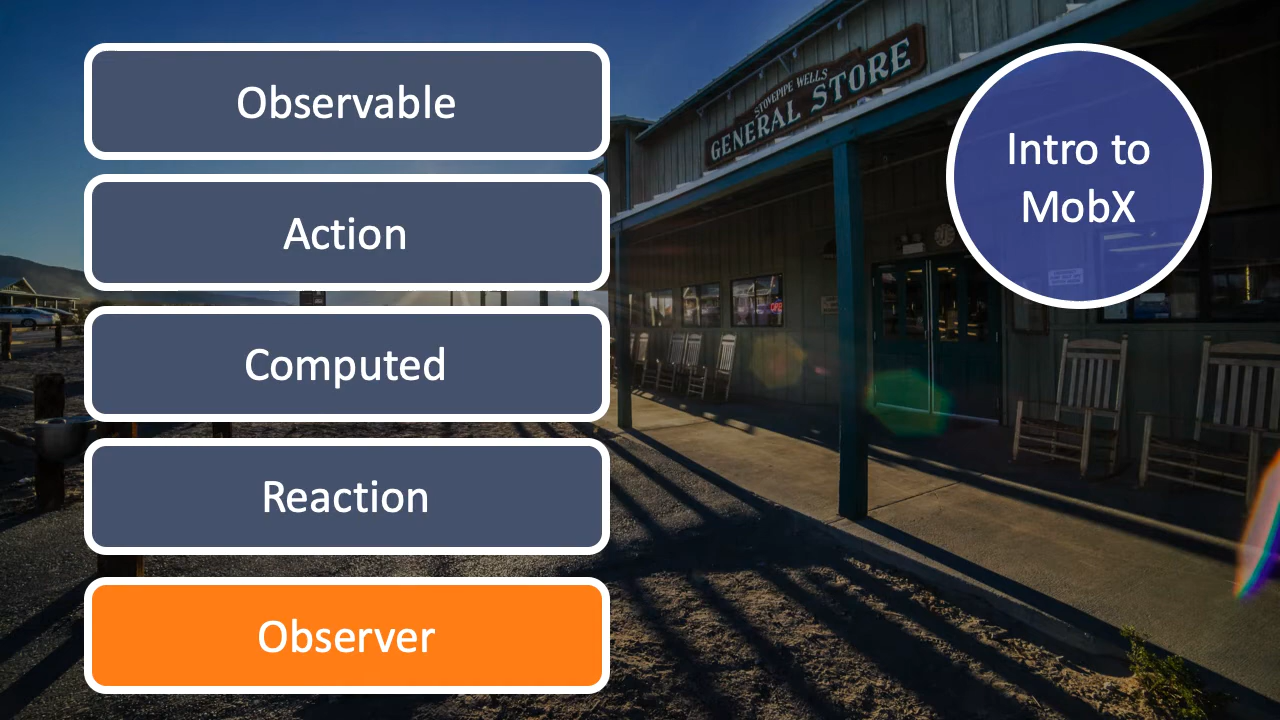 Observable
Action
Computed
Reaction
Observer
STOVEPIPE WELLS
GENERAL STORE
Intro to
MobX